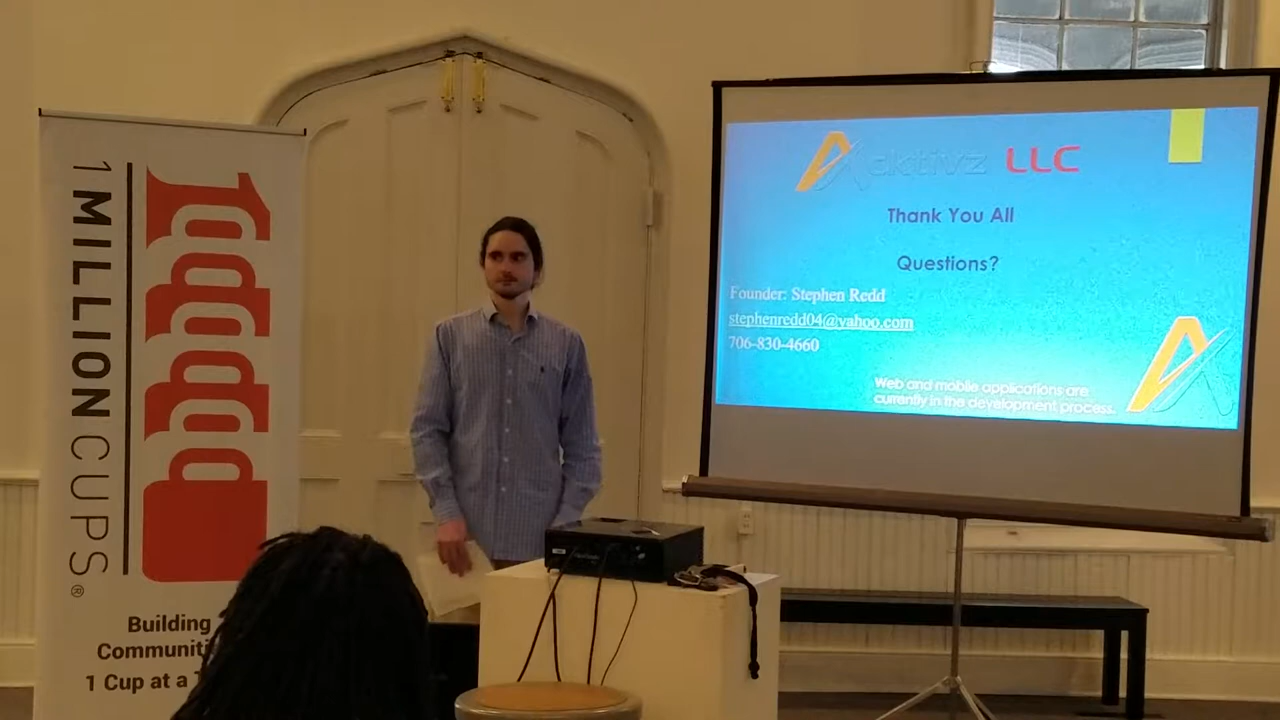 1 MILLION CUPS®
Building
Communiti
1 Cup at a
aktivz LLC
Thank You All
Questions?
Founder: Stephen Redd
stephenredd04@yahoo.com
706-830-4660
Web and mobile applications are
currently in the development process.